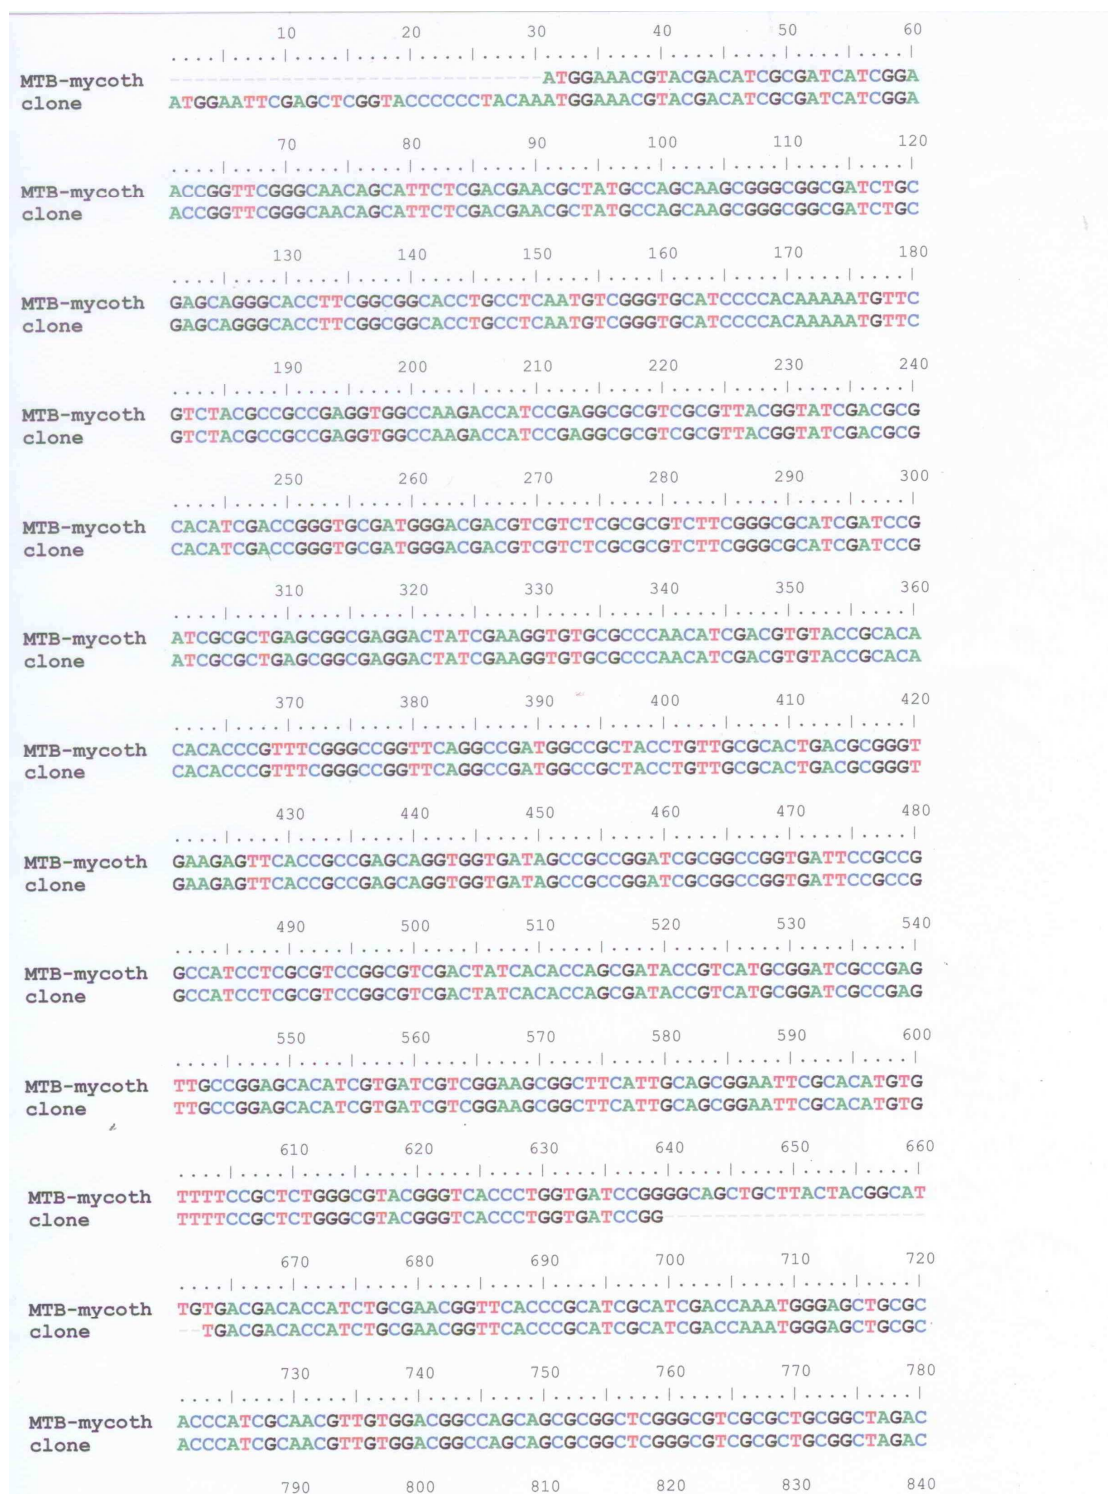 10 20 30 40 50 60
....|....|....|....|....|....|....|....|....|....|....|....|
MTB-mycoth ------------------------------ATGGAAACGTACGACATCGCGATCATCGGA
clone ATGGAATTCGAGCTCGGTACCCCCCTACAAATGGAAACGTACGACATCGCGATCATCGGA
70 80 90 100 110 120
....|....|....|....|....|....|....|....|....|....|....|....|
MTB-mycoth ACCGGTTCGGGCAACAGCATTCTCGACGAACGCTATGCCAGCAAGCGGGCGGCGATCTGC
clone ACCGGTTCGGGCAACAGCATTCTCGACGAACGCTATGCCAGCAAGCGGGCGGCGATCTGC
130 140 150 160 170 180
....|....|....|....|....|....|....|....|....|....|....|....|
MTB-mycoth GAGCAGGGCACCTTCGGCGGCACCTGCCTCAATGTCGGGTGCATCCCCACAAAAATGTTC
clone GAGCAGGGCACCTTCGGCGGCACCTGCCTCAATGTCGGGTGCATCCCCACAAAAATGTTC
190 200 210 220 230 240
....|....|....|....|....|....|....|....|....|....|....|....|
MTB-mycoth GTCTACGCCGCCGAGGTGGCCAAGACCATCCGAGGCGCGTCGCGTTACGGTATCGACGCG
clone GTCTACGCCGCCGAGGTGGCCAAGACCATCCGAGGCGCGTCGCGTTACGGTATCGACGCG
250 260 270 280 290 300
....|....|....|....|....|....|....|....|....|....|....|....|
MTB-mycoth CACATCGACCGGGTGCGATGGGACGACGTCGTCTCGCGCGTCTTCGGGCGCATCGATCCG
clone CACATCGACCGGGTGCGATGGGACGACGTCGTCTCGCGCGTCTTCGGGCGCATCGATCCG
310 320 330 340 350 360
....|....|....|....|....|....|....|....|....|....|....|....|
MTB-mycoth ATCGCGCTGAGCGGCGAGGACTATCGAAGGTGTGCGCCCAACATCGACGTGTACCGCACA
clone ATCGCGCTGAGCGGCGAGGACTATCGAAGGTGTGCGCCCAACATCGACGTGTACCGCACA
370 380 390 400 410 420
....|....|....|....|....|....|....|....|....|....|....|....|
MTB-mycoth CACACCCGTTTCGGGCCGGTTCAGGCCGATGGCCGCTACCTGTTGCGCACTGACGCGGGT
clone CACACCCGTTTCGGGCCGGTTCAGGCCGATGGCCGCTACCTGTTGCGCACTGACGCGGGT
430 440 450 460 470 480
....|....|....|....|....|....|....|....|....|....|....|....|
MTB-mycoth GAAGAGTTCACCGCCGAGCAGGTGGTGATAGCCGCCGGATCGCGGCCGGTGATTCCGCCG
clone GAAGAGTTCACCGCCGAGCAGGTGGTGATAGCCGCCGGATCGCGGCCGGTGATTCCGCCG
490 500 510 520 530 540
....|....|....|....|....|....|....|....|....|....|....|....|
MTB-mycoth GCCATCCTCGCGTCCGGCGTCGACTATCACACCAGCGATACCGTCATGCGGATCGCCGAG
clone GCCATCCTCGCGTCCGGCGTCGACTATCACACCAGCGATACCGTCATGCGGATCGCCGAG
550 560 570 580 590 600
....|....|....|....|....|....|....|....|....|....|....|....|
MTB-mycoth TTGCCGGAGCACATCGTGATCGTCGGAAGCGGCTTCATTGCAGCGGAATTCGCACATGTG
clone TTGCCGGAGCACATCGTGATCGTCGGAAGCGGCTTCATTGCAGCGGAATTCGCACATGTG
610 620 630 640 650 660
....|....|....|....|....|....|....|....|....|....|....|....|
MTB-mycoth TTTTCCGCTCTGGGCGTACGGGTCACCCTGGTGATCCGGGGCAGCTGCTTACTACGGCAT
clone TTTTCCGCTCTGGGCGTACGGGTCACCCTGGTGATCCGG---------------------
670 680 690 700 710 720
....|....|....|....|....|....|....|....|....|....|....|....|
MTB-mycoth TGTGACGACACCATCTGCGAACGGTTCACCCGCATCGCATCGACCAAATGGGAGCTGCGC
clone --TGACGACACCATCTGCGAACGGTTCACCCGCATCGCATCGACCAAATGGGAGCTGCGC
730 740 750 760 770 780
....|....|....|....|....|....|....|....|....|....|....|....|
MTB-mycoth ACCCATCGCAACGTTGTGGACGGCCAGCAGCGCGGCTCGGGCGTCGCGCTGCGGCTAGAC
clone ACCCATCGCAACGTTGTGGACGGCCAGCAGCGCGGCTCGGGCGTCGCGCTGCGGCTAGAC
790 800 810 820 830 840